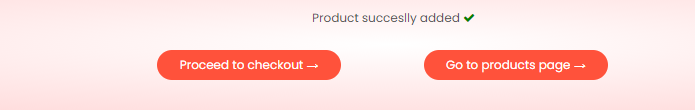 Product succeslly added ✔
Proceed to checkout → Go to products page →